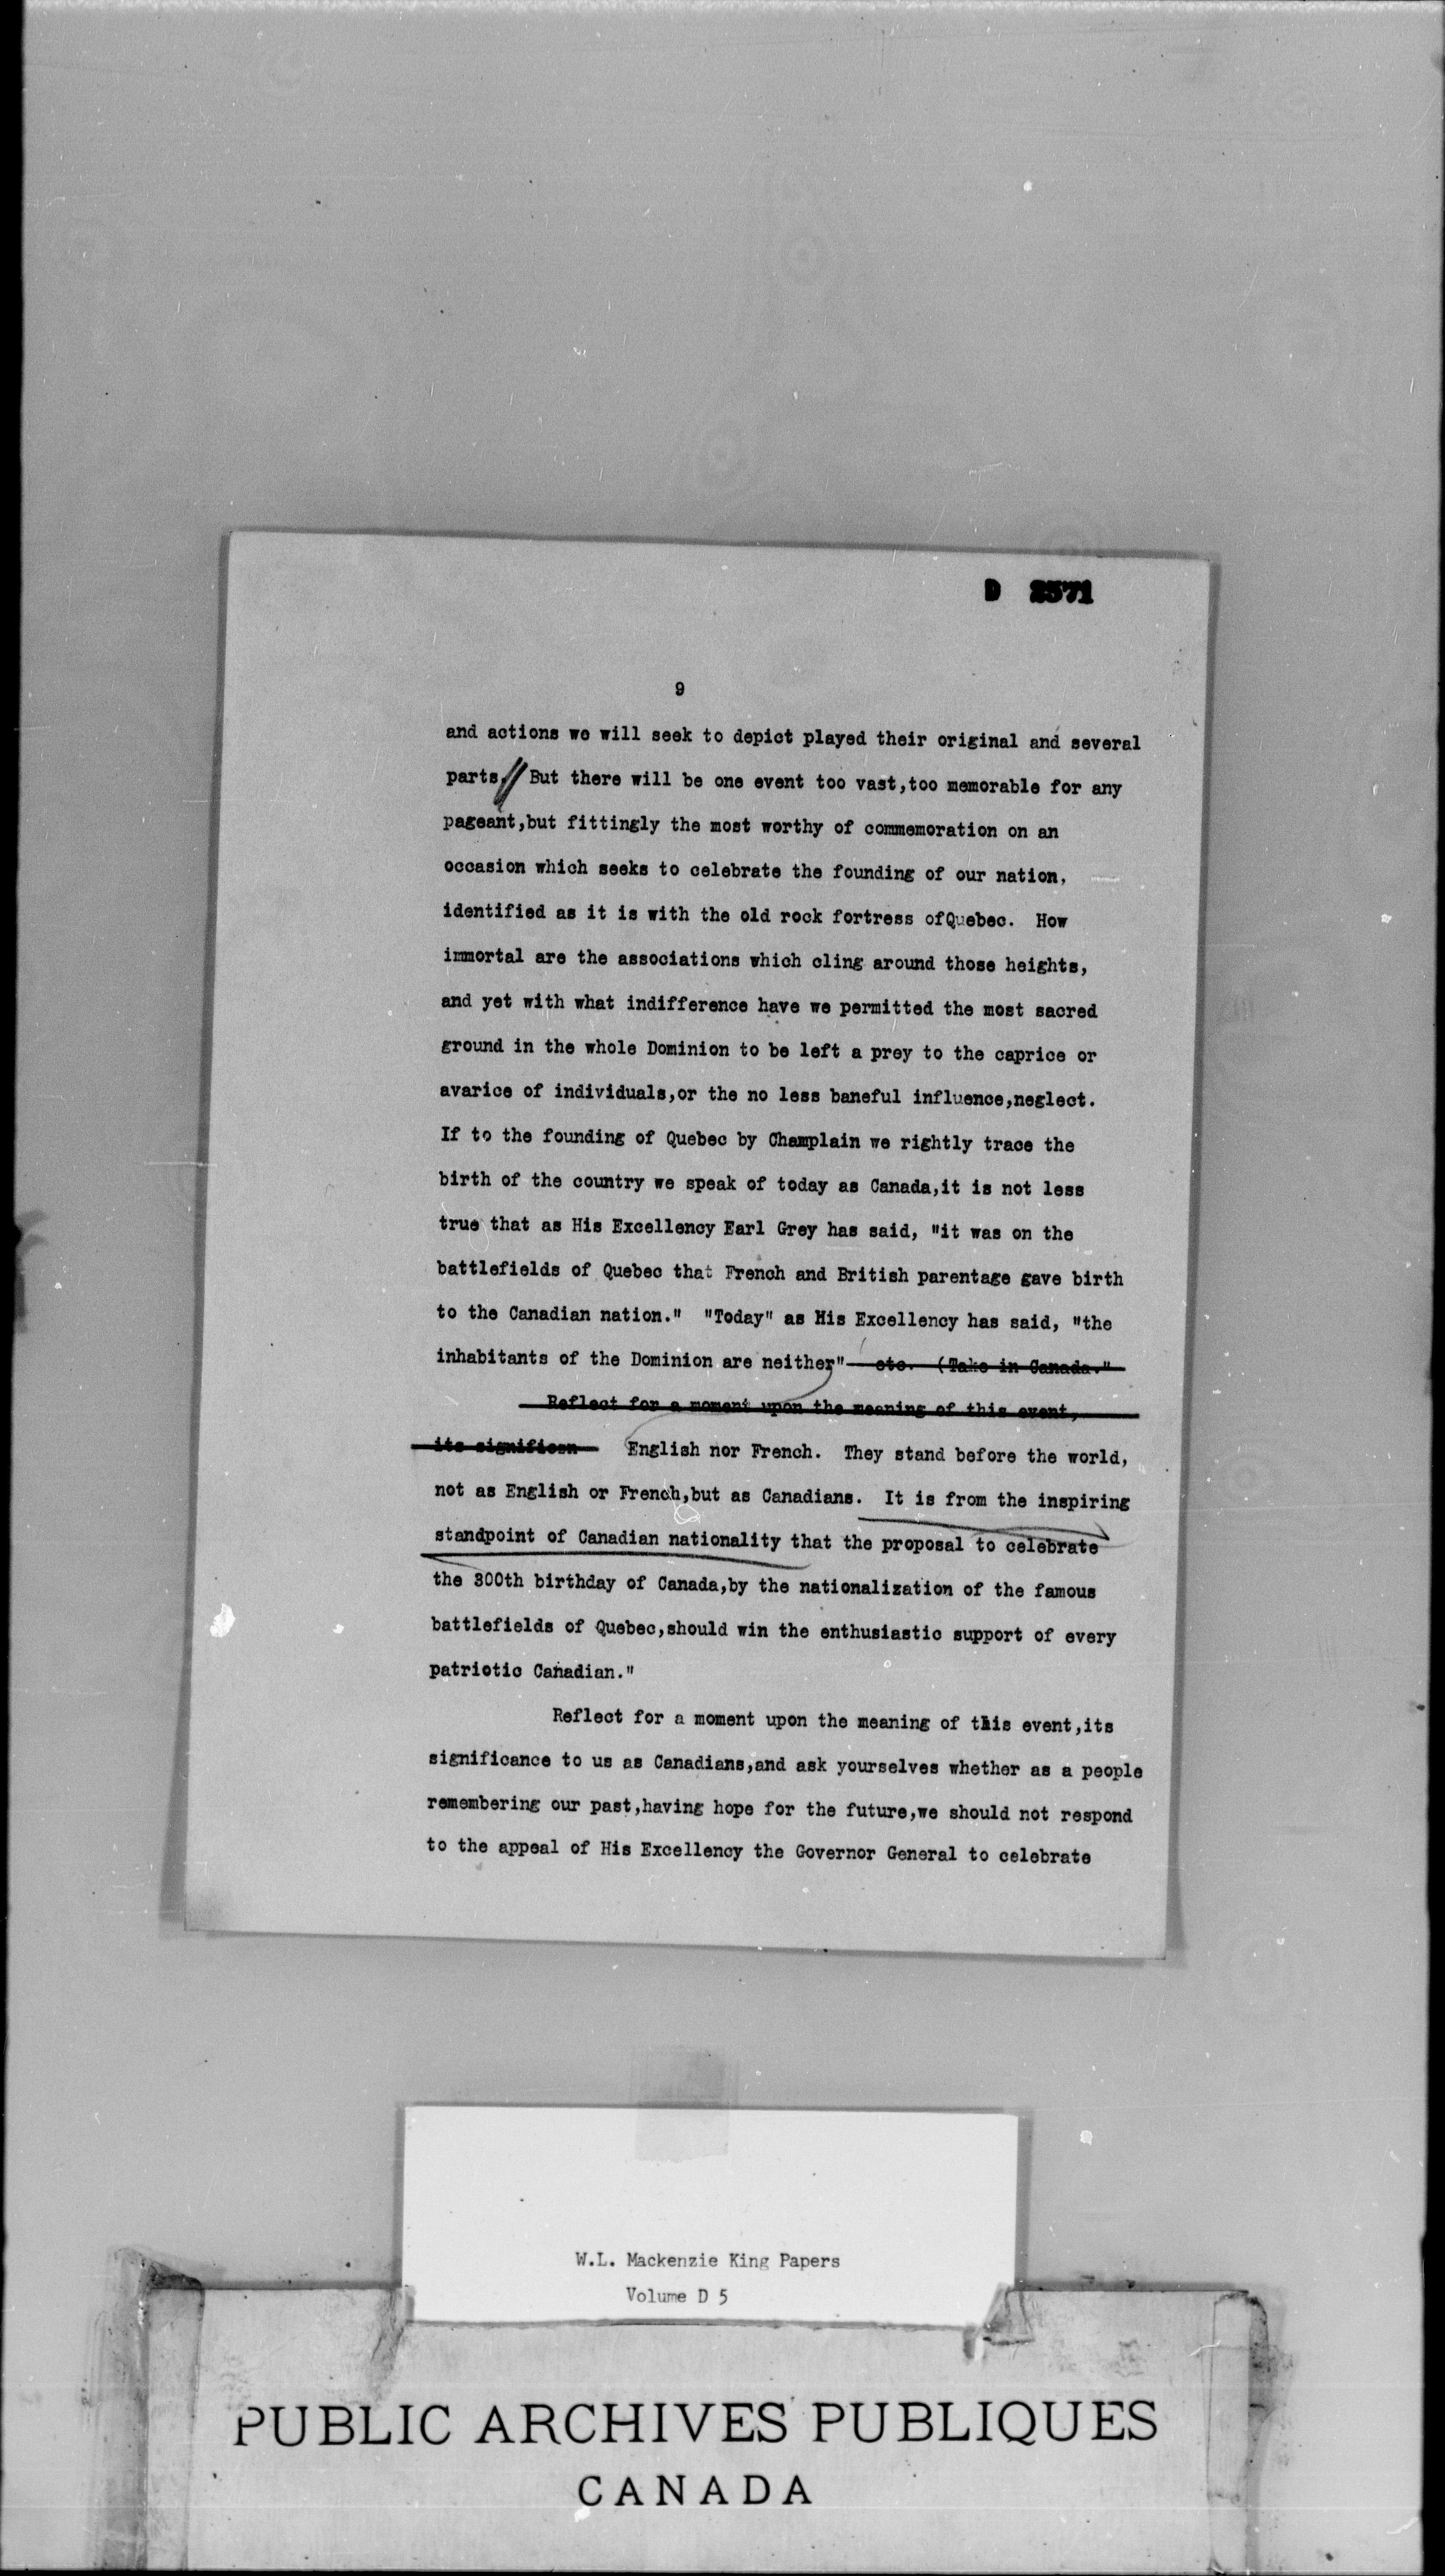 D 2571
9
and actions we will seek to depict played their original and several
parts. // But there will be one event too vast,too memorable for any
pageant,but fittingly the most worthy of commemoration on an
occasion which seeks to celebrate the founding of our nation,
identified as it is with the old rock fortress ofQuebec. How
immortal are the associations which cling around those heights,
and yet with what indifference have we permitted the most sacred
ground in the whole Dominion to be left a prey to the caprice or
avarice of individuals,or the no less baneful influence,neglect.
If to the founding of Quebec by Champlain we rightly trace the
birth of the country we speak of today as Canada,it is not less
true that as His Excellency Earl Grey has said, "it was on the
battlefields of Quebec that French and British parentage gave birth
to the Canadian nation." "Today" as His Excellency has said, "the
inhabitants of the Dominion are neither" etc. (Take in Canada."
Reflect for a moment upon the meaning of this event,
its significan English nor French. They stand before the world,
not as English or French,but as Canadians. It is from the inspiring
standpoint of Canadian nationality that the proposal to celebrate
the 300th birthday of Canada,by the nationalization of the famous
battlefields of Quebec,should win the enthusiastic support of every
patriotic Canadian."
Reflect for a moment upon the meaning of this event,its
significance to us as Canadians,and ask yourselves whether as a people
remembering our past,having hope for the future,we should not respond
to the appeal of His Excellency the Governor General to celebrate
W.L. Mackenzie King Papers
Volume D 5
PUBLIC ARCHIVES PUBLIQUES
CANADA